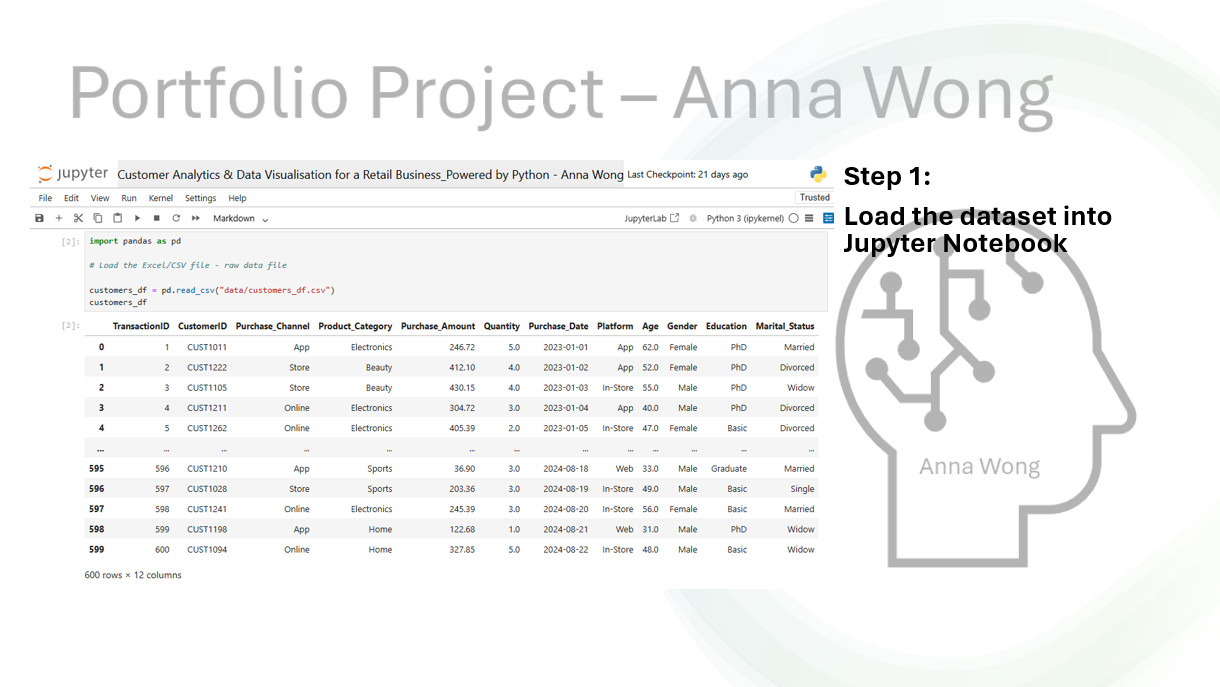 Portfolio Project – Anna Wong
jupyter Customer Analytics & Data Visualisation for a Retail Business_Powered by Python - Anna Wong Last Checkpoint: 21 days ago
File Edit View Run Kernel Settings Help Trusted
Markdown JupyterLab Python 3 (ipykernel)
[2]: import pandas as pd
# Load the Excel/CSV file - raw data file
customers_df = pd.read_csv("data/customers_df.csv")
customers_df
[2]: TransactionID CustomerID Purchase_Channel Product_Category Purchase_Amount Quantity Purchase_Date Platform Age Gender Education Marital_Status
0 1 CUST1011 App Electronics 246.72 5.0 2023-01-01 App 62.0 Female PhD Married
1 2 CUST1222 Store Beauty 412.10 4.0 2023-01-02 App 52.0 Female PhD Divorced
2 3 CUST1105 Store Beauty 430.15 4.0 2023-01-03 In-Store 55.0 Male PhD Widow
3 4 CUST1211 Online Electronics 304.72 3.0 2023-01-04 App 40.0 Male PhD Divorced
4 5 CUST1262 Online Electronics 405.39 2.0 2023-01-05 In-Store 47.0 Female Basic Divorced
... ... ... ... ... ... ... ... ... ... ... ... ...
595 596 CUST1210 App Sports 36.90 3.0 2024-08-18 Web 33.0 Male Graduate Married
596 597 CUST1028 Store Sports 203.36 3.0 2024-08-19 In-Store 49.0 Male Basic Single
597 598 CUST1241 Online Electronics 245.39 3.0 2024-08-20 In-Store 56.0 Female Basic Married
598 599 CUST1198 App Home 122.68 1.0 2024-08-21 Web 31.0 Male PhD Widow
599 600 CUST1094 Online Home 327.85 5.0 2024-08-22 In-Store 48.0 Male Basic Widow
600 rows × 12 columns
Step 1:
Load the dataset into
Jupyter Notebook
Anna Wong